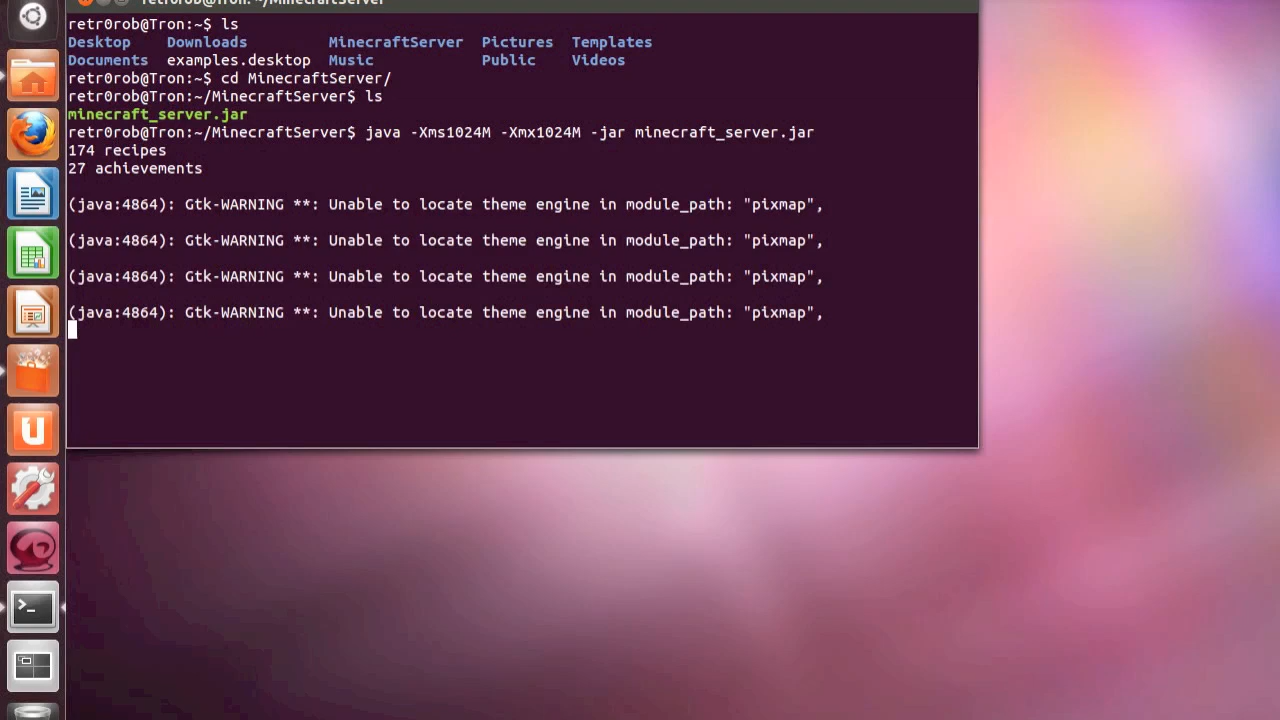 retr0rob@Tron: ~/MinecraftServer
retr0rob@Tron:~$ ls
Desktop    Downloads         MinecraftServer  Pictures  Templates
Documents  examples.desktop  Music            Public    Videos
retr0rob@Tron:~$ cd MinecraftServer/
retr0rob@Tron:~/MinecraftServer$ ls
minecraft_server.jar
retr0rob@Tron:~/MinecraftServer$ java -Xms1024M -Xmx1024M -jar minecraft_server.jar
174 recipes
27 achievements
(java:4864): Gtk-WARNING **: Unable to locate theme engine in module_path: "pixmap",
(java:4864): Gtk-WARNING **: Unable to locate theme engine in module_path: "pixmap",
(java:4864): Gtk-WARNING **: Unable to locate theme engine in module_path: "pixmap",
(java:4864): Gtk-WARNING **: Unable to locate theme engine in module_path: "pixmap",